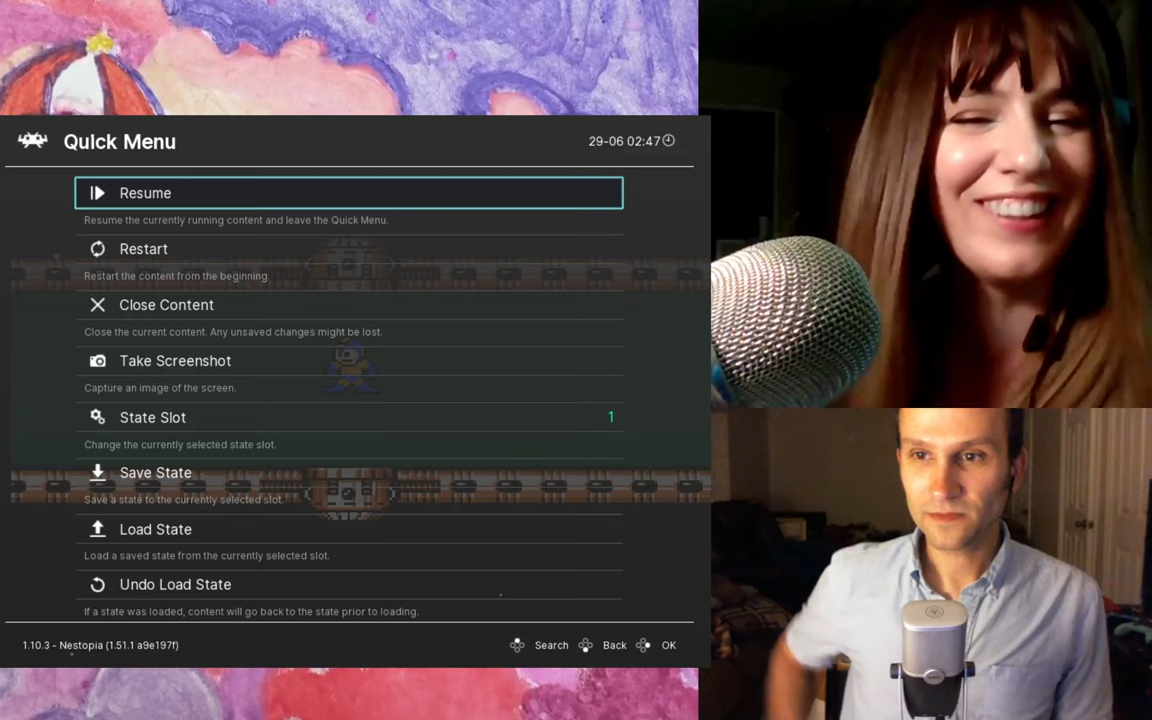 Quick Menu
29-06 02:47
Resume
Resume the currently running content and leave the Quick Menu.
Restart
Restart the content from the beginning.
Close Content
Close the current content. Any unsaved changes might be lost.
Take Screenshot
Capture an image of the screen.
State Slot 1
Change the currently selected state slot.
Save State
Save a state to the currently selected slot.
Load State
Load a saved state from the currently selected slot.
Undo Load State
If a state was loaded, content will go back to the state prior to loading.
1.10.3 - Nestopia (1.51.1 a9e197f)
Search Back OK